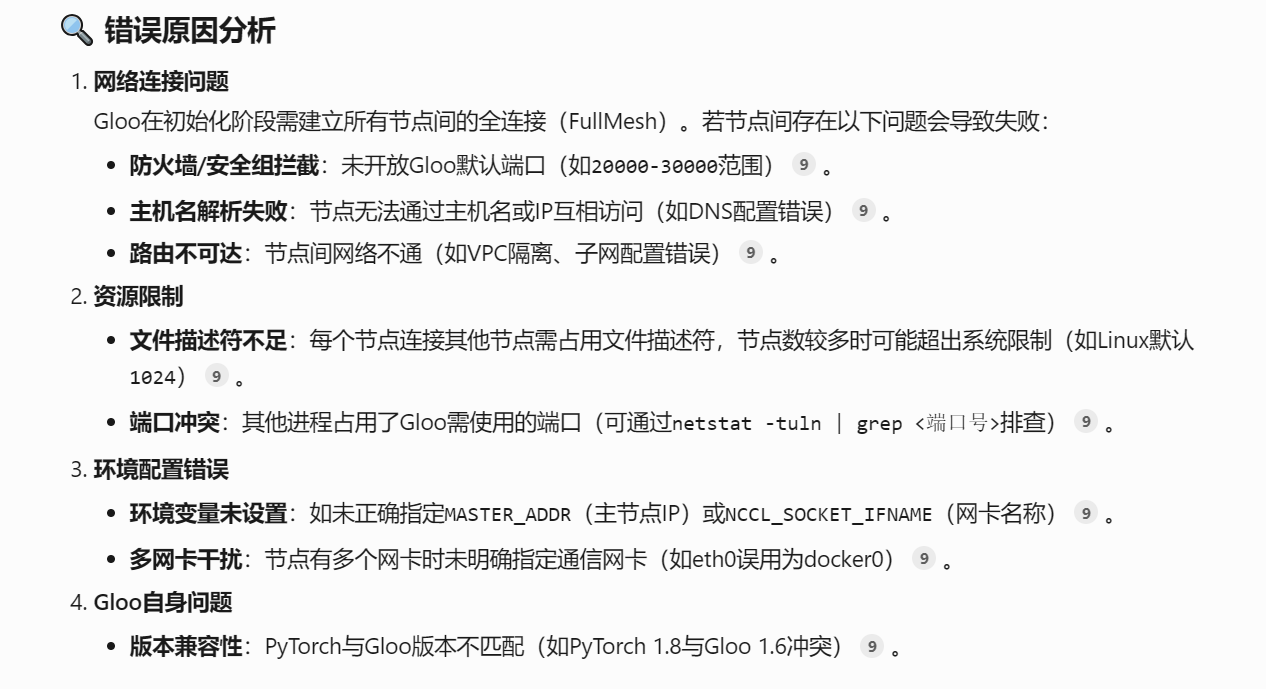 🔍 错误原因分析
1. 网络连接问题
Gloo在初始化阶段需建立所有节点间的全连接（FullMesh）。若节点间存在以下问题会导致失败：
• 防火墙/安全组拦截：未开放Gloo默认端口（如20000-30000范围） 9 。
• 主机名解析失败：节点无法通过主机名或IP互相访问（如DNS配置错误） 9 。
• 路由不可达：节点间网络不通（如VPC隔离、子网配置错误） 9 。
2. 资源限制
• 文件描述符不足：每个节点连接其他节点需占用文件描述符，节点数较多时可能超出系统限制（如Linux默认
1024） 9 。
• 端口冲突：其他进程占用了Gloo需使用的端口（可通过netstat -tuln | grep <端口号>排查） 9 。
3. 环境配置错误
• 环境变量未设置：如未正确指定MASTER_ADDR（主节点IP）或NCCL_SOCKET_IFNAME（网卡名称） 9 。
• 多网卡干扰：节点有多个网卡时未明确指定通信网卡（如eth0误用为docker0） 9 。
4. Gloo自身问题
• 版本兼容性：PyTorch与Gloo版本不匹配（如PyTorch 1.8与Gloo 1.6冲突） 9 。